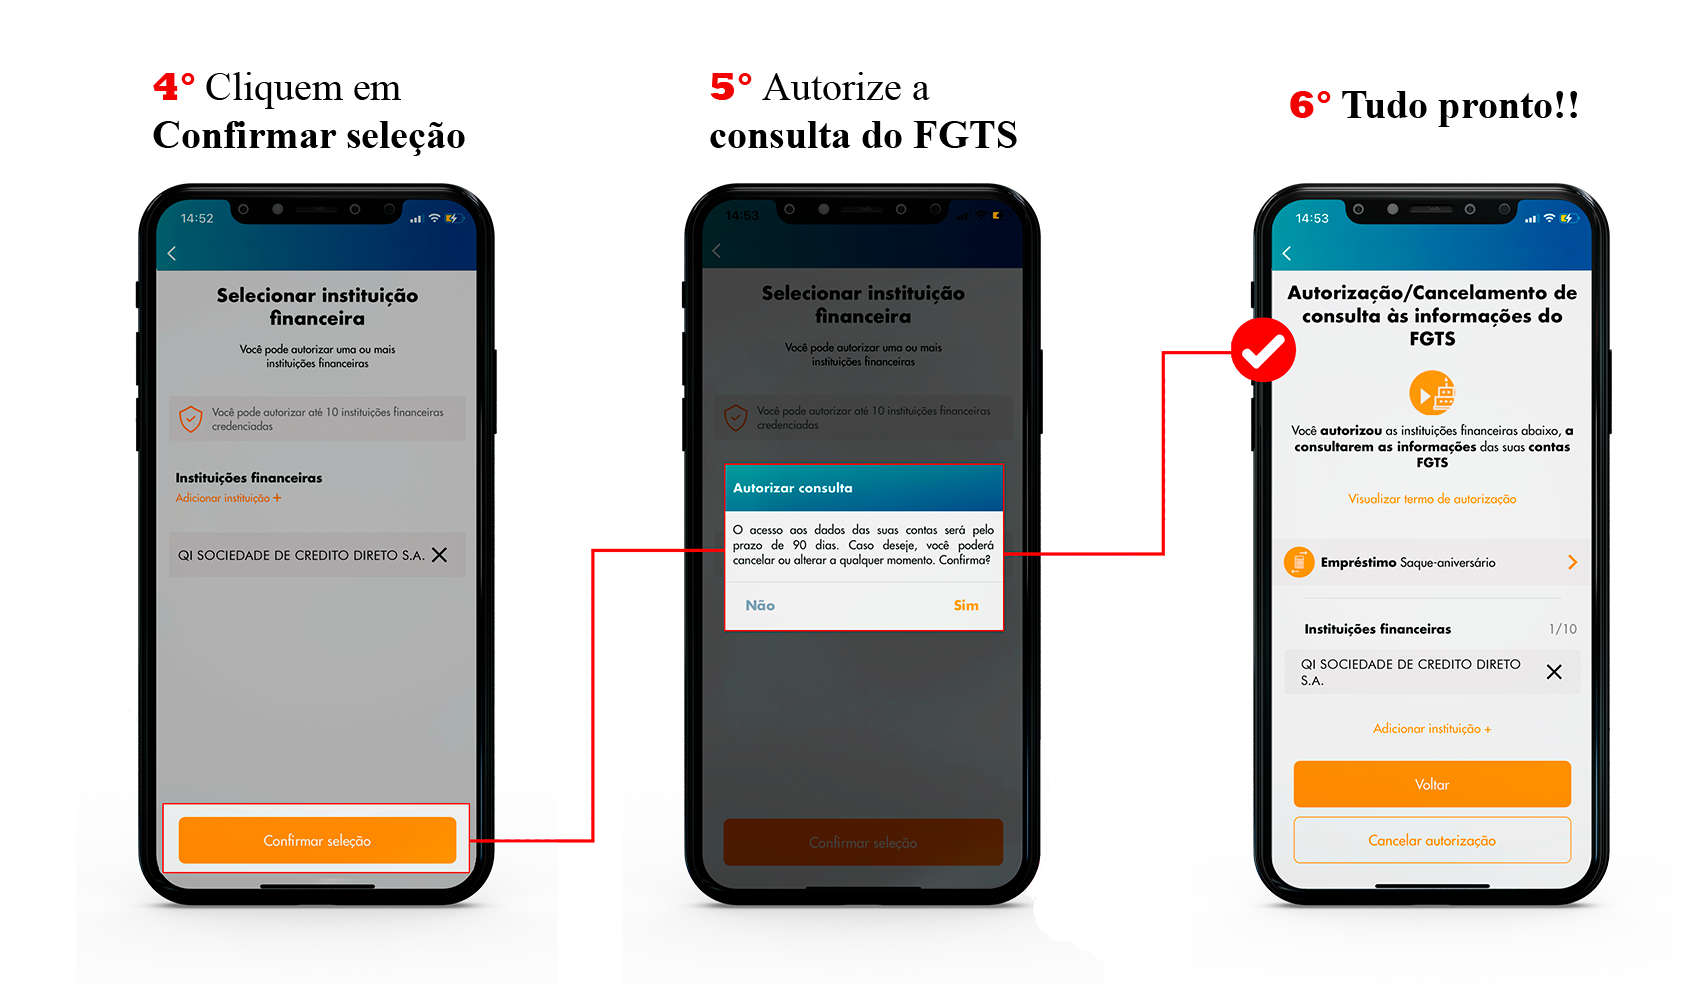 4° Cliquem em
Confirmar seleção
14:52
Selecionar instituição
financeira
Você pode autorizar uma ou mais
instituições financeiras
Você pode autorizar até 10 instituições financeiras
credenciadas
Instituições financeiras
Adicionar instituição +
QI SOCIEDADE DE CREDITO DIRETO S.A.
Confirmar seleção
5° Autorize a
consulta do FGTS
14:53
Selecionar instituição
financeira
Você pode autorizar uma ou mais
instituições financeiras
Você pode autorizar até 10 instituições financeiras
credenciadas
Autorizar consulta
O acesso aos dados das suas contas será pelo
prazo de 90 dias. Caso deseje, você poderá
cancelar ou alterar a qualquer momento. Confirma?
Não Sim
Confirmar seleção
6° Tudo pronto!!
14:53
Autorização/Cancelamento de
consulta às informações do
FGTS
Você autorizou as instituições financeiras abaixo, a
consultarem as informações das suas contas
FGTS
Visualizar termo de autorização
Empréstimo Saque-aniversário
Instituições financeiras 1/10
QI SOCIEDADE DE CREDITO DIRETO
S.A.
Adicionar instituição +
Voltar
Cancelar autorização